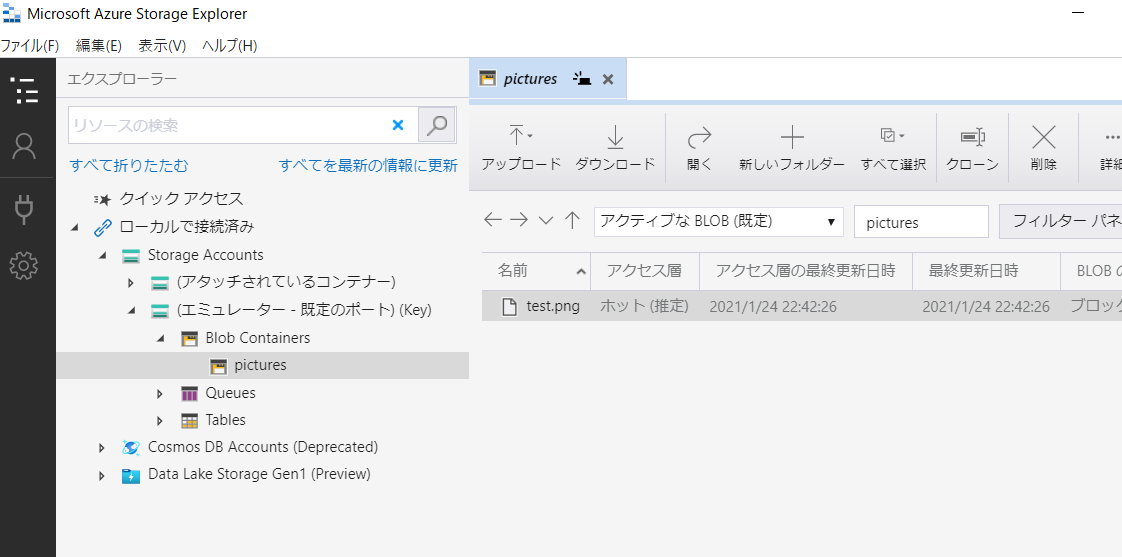 Microsoft Azure Storage Explorer
ファイル(F) 編集(E) 表示(V) ヘルプ(H)
エクスプローラー
リソースの検索
すべて折りたたむ すべてを最新の情報に更新
クイック アクセス
ローカルで接続済み
Storage Accounts
(アタッチされているコンテナー)
(エミュレーター - 既定のポート) (Key)
Blob Containers
pictures
Queues
Tables
Cosmos DB Accounts (Deprecated)
Data Lake Storage Gen1 (Preview)
pictures
アップロード ダウンロード 開く 新しいフォルダー すべて選択 クローン 削除 詳細
アクティブな BLOB (既定) pictures フィルター パネ
名前 アクセス層 アクセス層の最終更新日時 最終更新日時 BLOB の
test.png ホット (推定) 2021/1/24 22:42:26 2021/1/24 22:42:26 ブロック